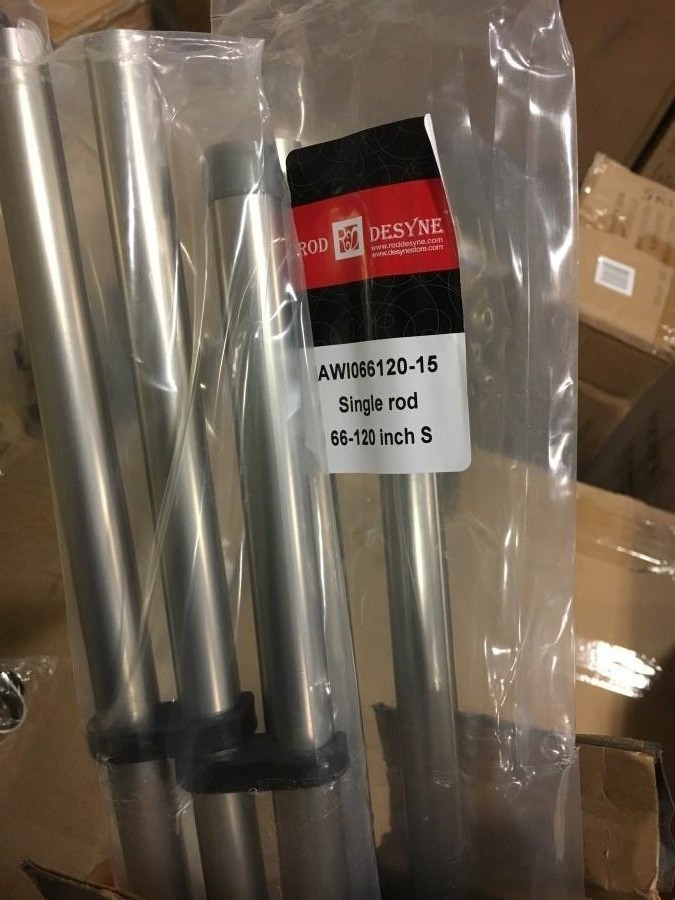 ROD DESYNE
www.roddesyne.com
www.desynestore.com
AWI066120-15
Single rod
66-120 inch S